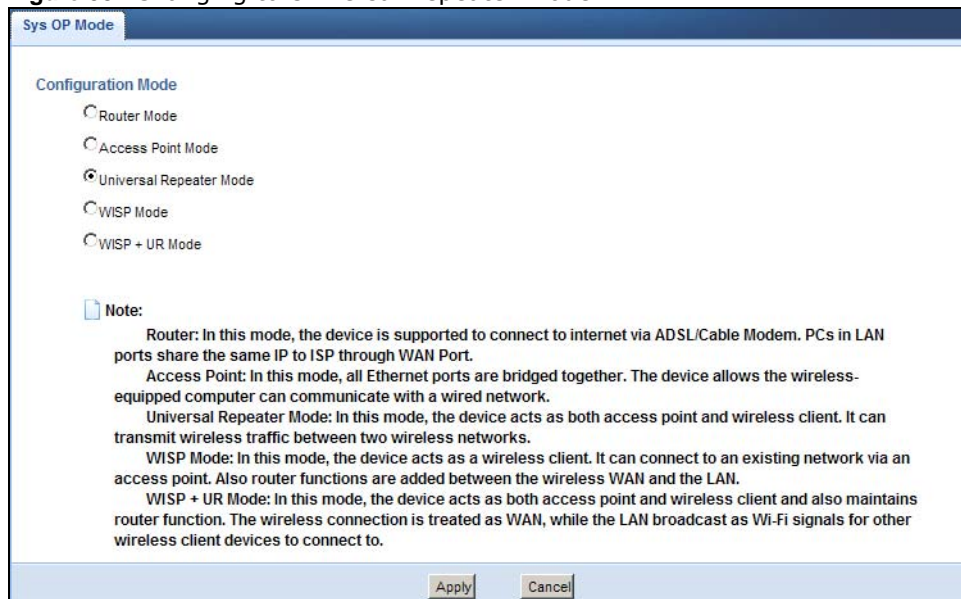 Sys OP Mode
Configuration Mode
Router Mode
Access Point Mode
Universal Repeater Mode
WISP Mode
WISP + UR Mode
Note:
Router: In this mode, the device is supported to connect to internet via ADSL/Cable Modem. PCs in LAN
ports share the same IP to ISP through WAN Port.
Access Point: In this mode, all Ethernet ports are bridged together. The device allows the wireless-
equipped computer can communicate with a wired network.
Universal Repeater Mode: In this mode, the device acts as both access point and wireless client. It can
transmit wireless traffic between two wireless networks.
WISP Mode: In this mode, the device acts as a wireless client. It can connect to an existing network via an
access point. Also router functions are added between the wireless WAN and the LAN.
WISP + UR Mode: In this mode, the device acts as both access point and wireless client and also maintains
router function. The wireless connection is treated as WAN, while the LAN broadcast as Wi-Fi signals for other
wireless client devices to connect to.
Apply Cancel